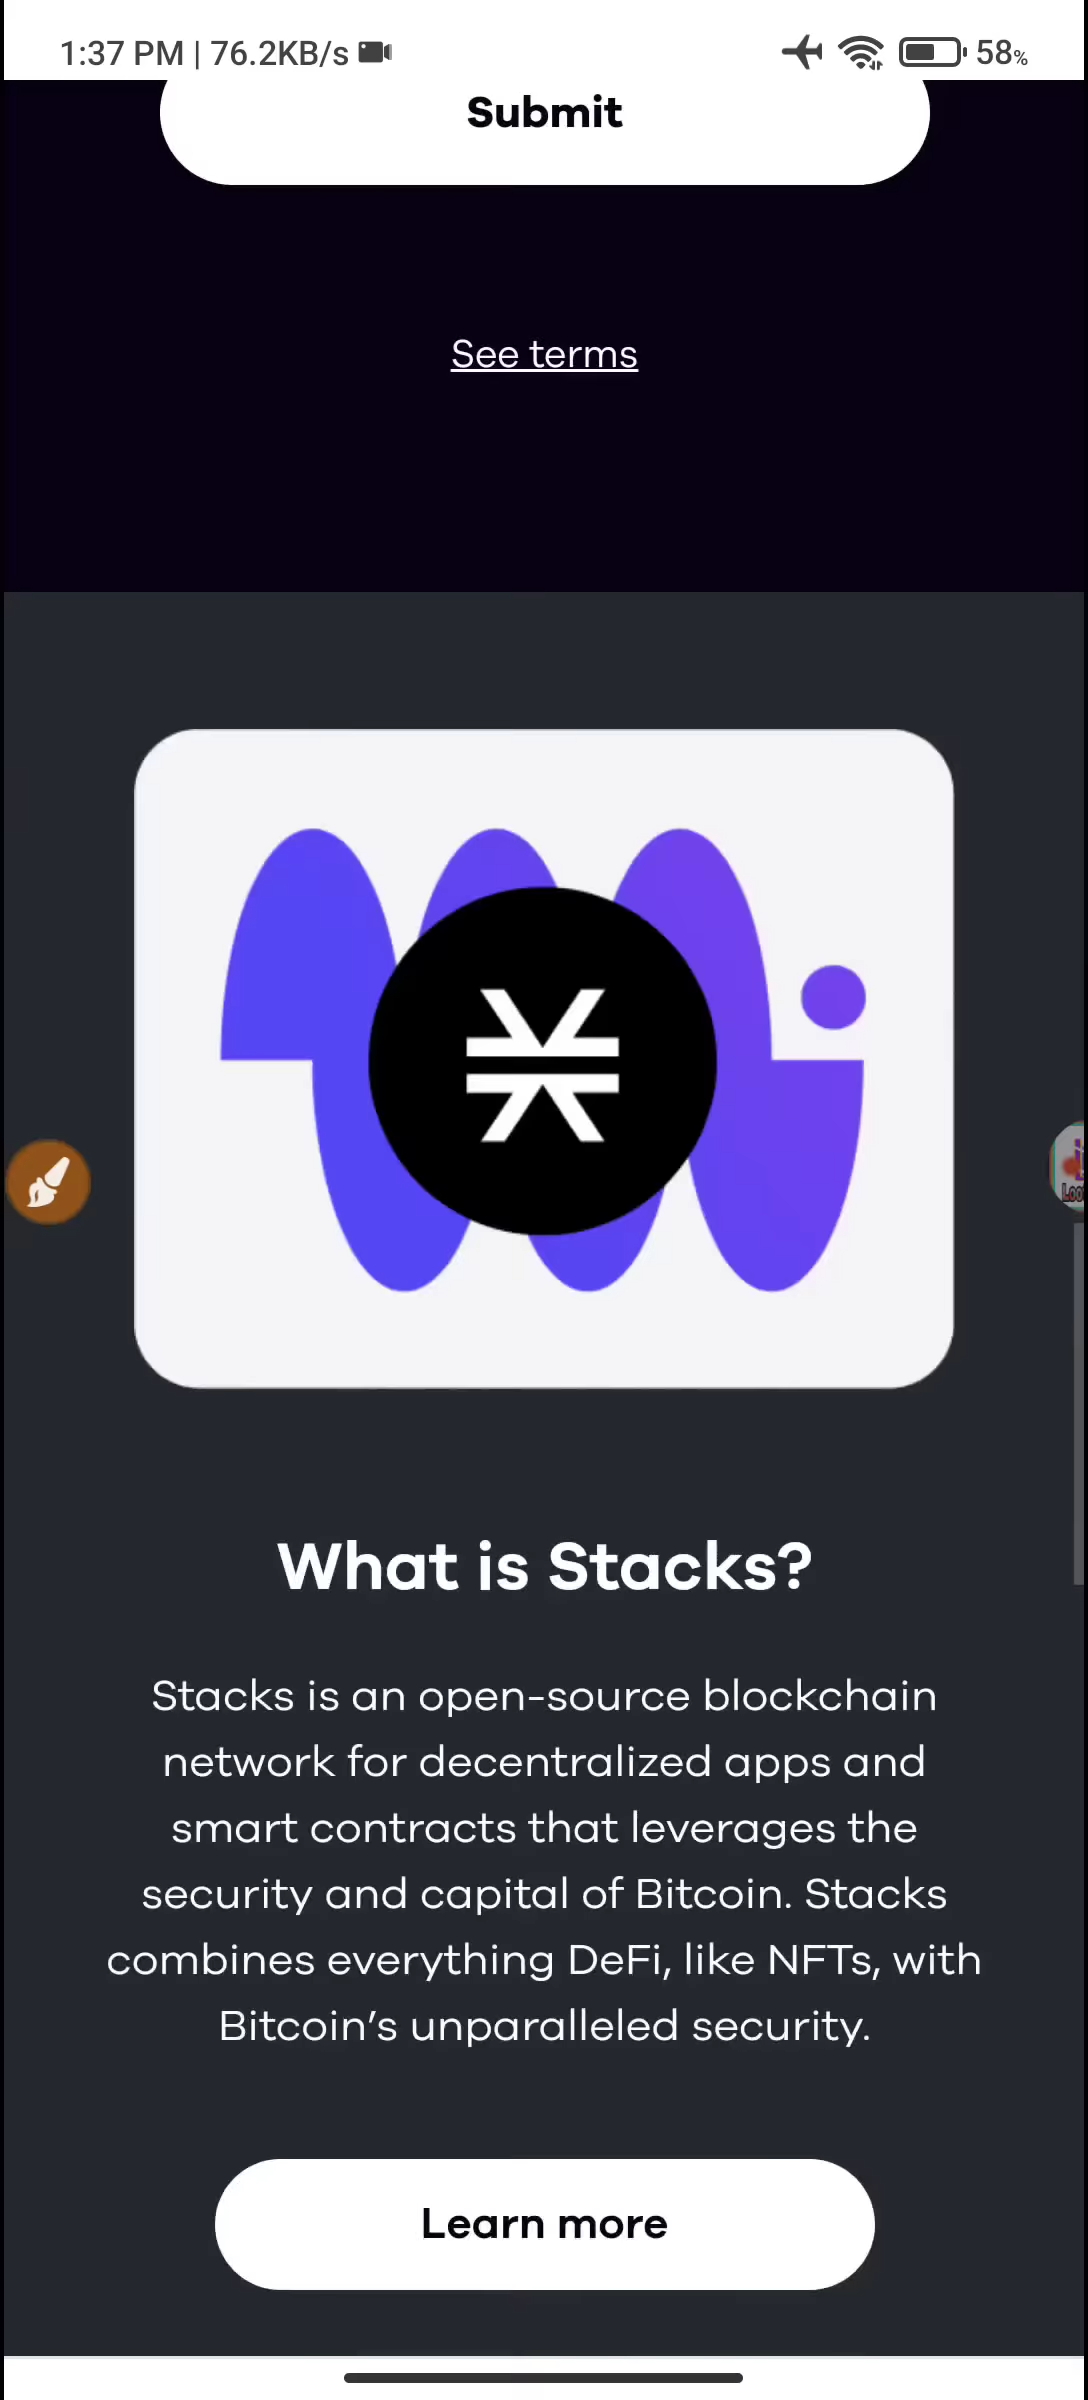 1:37 PM | 76.2KB/s
58%
Submit
See terms
What is Stacks?
Stacks is an open-source blockchain
network for decentralized apps and
smart contracts that leverages the
security and capital of Bitcoin. Stacks
combines everything DeFi, like NFTs, with
Bitcoin’s unparalleled security.
Learn more